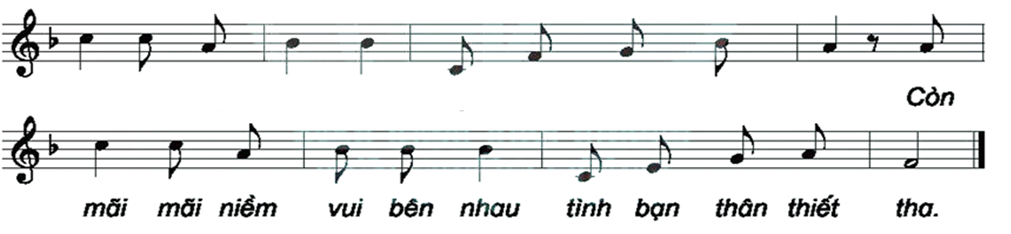 Còn
mãi mãi niềm vui bên nhau tình bạn thân thiết tha.